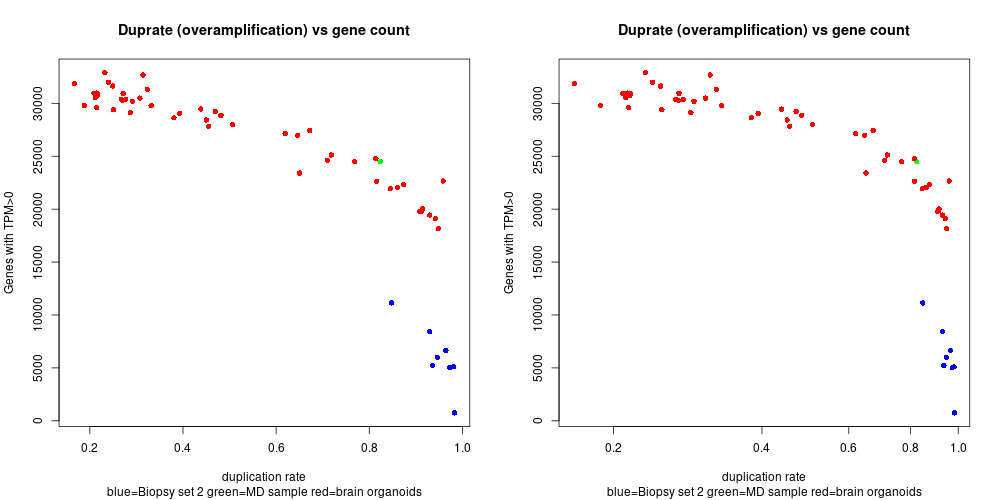 Duprate (overamplification) vs gene count
Genes with TPM>0
30000
25000
20000
15000
10000
5000
0
0.2 0.4 0.6 0.8 1.0
duplication rate
blue=Biopsy set 2 green=MD sample red=brain organoids
Duprate (overamplification) vs gene count
Genes with TPM>0
30000
25000
20000
15000
10000
5000
0
0.2 0.4 0.6 0.8 1.0
duplication rate
blue=Biopsy set 2 green=MD sample red=brain organoids